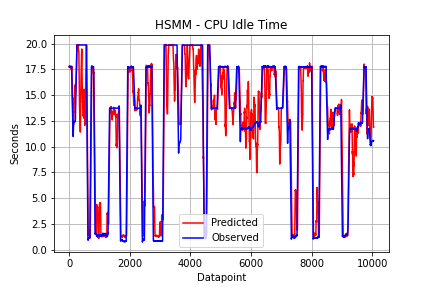 HSMM - CPU Idle Time
20.0
17.5
15.0
12.5
10.0
7.5
5.0
2.5
0.0
Seconds
Predicted
Observed
0 2000 4000 6000 8000 10000
Datapoint